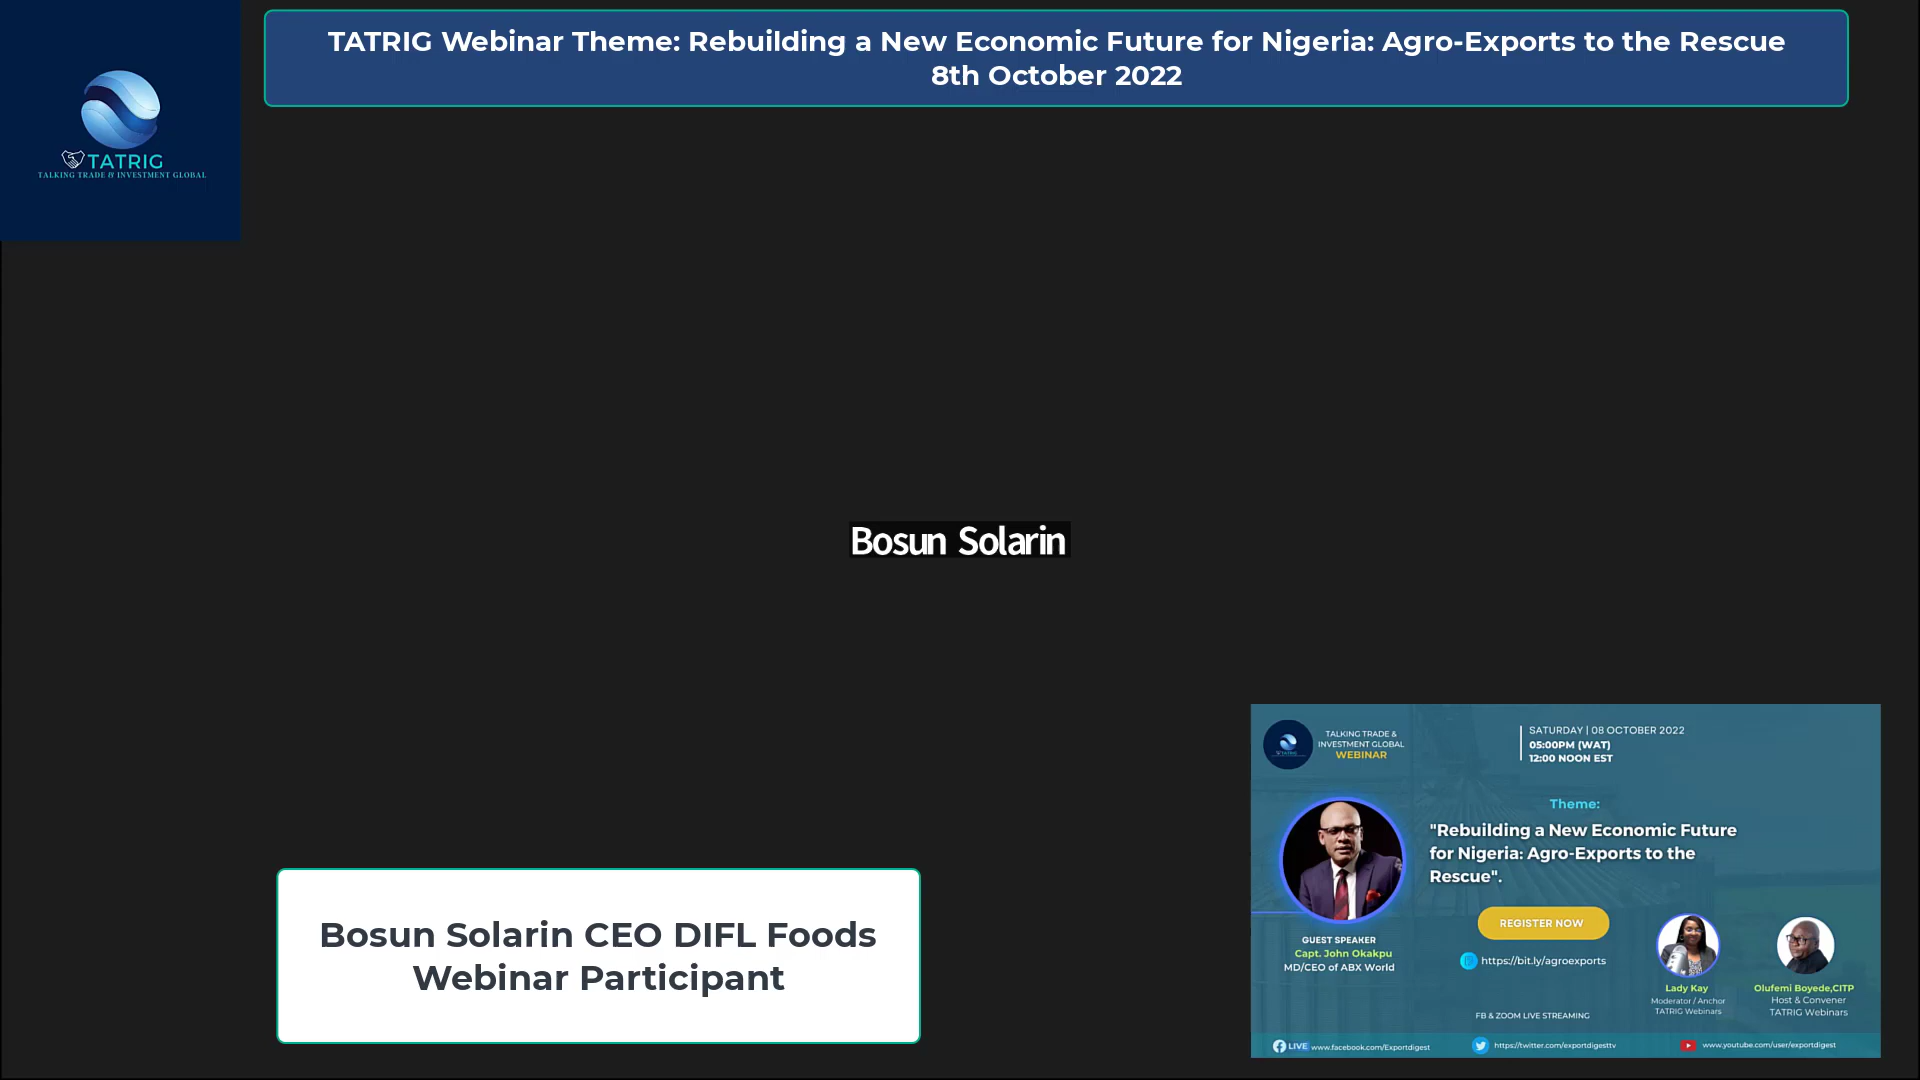 TATRIG Webinar Theme: Rebuilding a New Economic Future for Nigeria: Agro-Exports to the Rescue
8th October 2022
TATRIG
TALKING TRADE & INVESTMENT GLOBAL
Bosun Solarin
Bosun Solarin CEO DIFL Foods
Webinar Participant
TALKING TRADE &
INVESTMENT GLOBAL
WEBINAR
SATURDAY | 08 OCTOBER 2022
05:00PM (WAT)
12:00 NOON EST
Theme:
"Rebuilding a New Economic Future
for Nigeria: Agro-Exports to the
Rescue".
REGISTER NOW
https://bit.ly/agroexports
GUEST SPEAKER
Capt. John Okakpu
MD/CEO of ABX World
Lady Kay
Moderator / Anchor
TATRIG Webinars
Olufemi Boyede,CITP
Host & Convener
TATRIG Webinars
FB & ZOOM LIVE STREAMING
LIVE www.facebook.com/Exportdigest
https://twitter.com/exportdigesttv
www.youtube.com/user/exportdigest